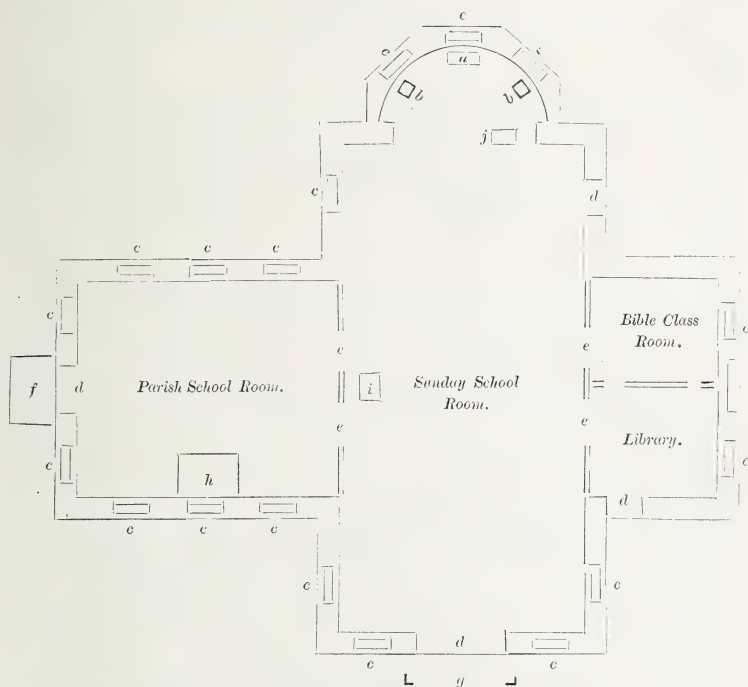 c
c
a
b
b
j
c
d
c c c
c
Bible Class
Room.
c
e
e
f
d
Parish School Room.
i
Sunday School
Room.
e
e
Library.
c
c
h
d
c c c
c
c
d
c
c
g